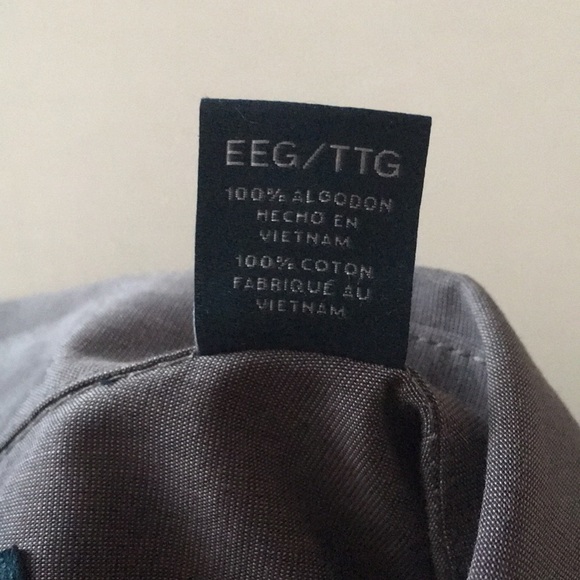 EEG/TTG
100% ALGODON
HECHO EN
VIETNAM
100% COTON
FABRIQUÉ AU
VIETNAM